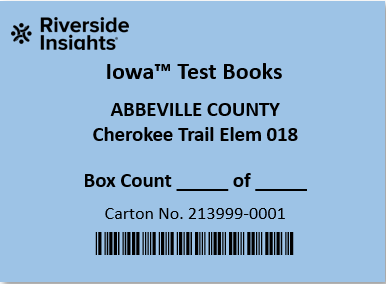 Riverside
Insights
Iowa™ Test Books
ABBEVILLE COUNTY
Cherokee Trail Elem 018
Box Count _____ of _____
Carton No. 213999-0001